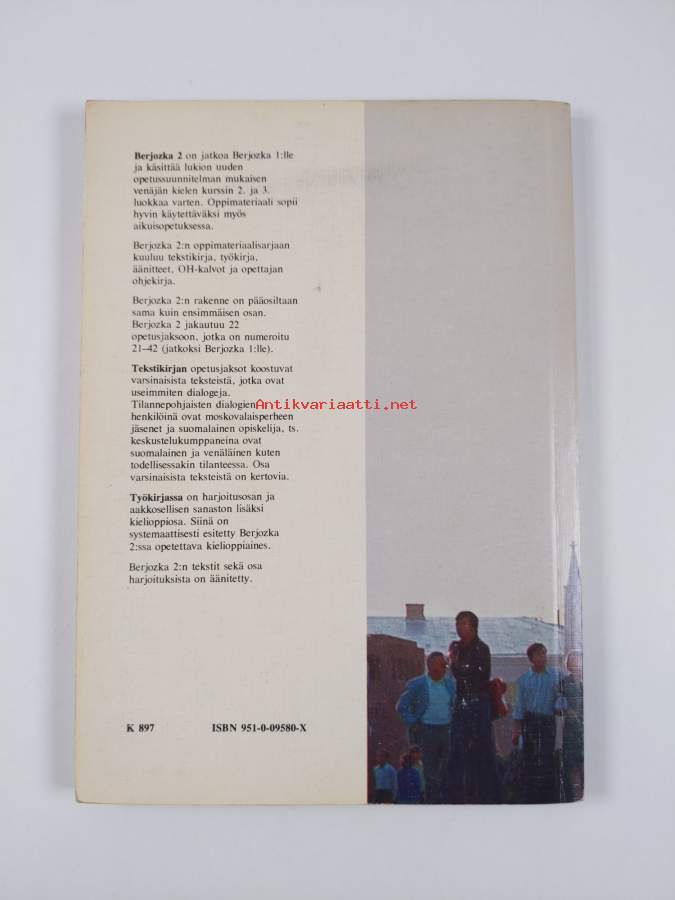 Berjozka 2 on jatkoa Berjozka 1:lle
ja käsittää lukion uuden
opetussuunnitelman mukaisen
venäjän kielen kurssin 2. ja 3.
luokkaa varten. Oppimateriaali sopii
hyvin käytettäväksi myös
aikuisopetuksessa.
Berjozka 2:n oppimateriaalisarjaan
kuuluu tekstikirja, työkirja,
äänitteet, OH-kalvot ja opettajan
ohjekirja.
Berjozka 2:n rakenne on pääosiltaan
sama kuin ensimmäisen osan.
Berjozka 2 jakautuu 22
opetusjaksoon, jotka on numeroitu
21–42 (jatkoksi Berjozka 1:lle).
Tekstikirjan opetusjaksot koostuvat
varsinaisista teksteistä, jotka ovat
useimmiten dialogeja.
Tilannepohjaisten dialogien
Antikvariaatti.net
henkilöinä ovat moskovalaisperheen
jäsenet ja suomalainen opiskelija, ts.
keskustelukumppaneina ovat
suomalainen ja venäläinen kuten
todellisessakin tilanteessa. Osa
varsinaisista teksteistä on kertovia.
Työkirjassa on harjoitusosan ja
aakkosellisen sanaston lisäksi
kielioppiosa. Siinä on
systemaattisesti esitetty Berjozka
2:ssa opetettava kielioppiaines.
Berjozka 2:n tekstit sekä osa
harjoituksista on äänitetty.
K 897 ISBN 951-0-09580-X